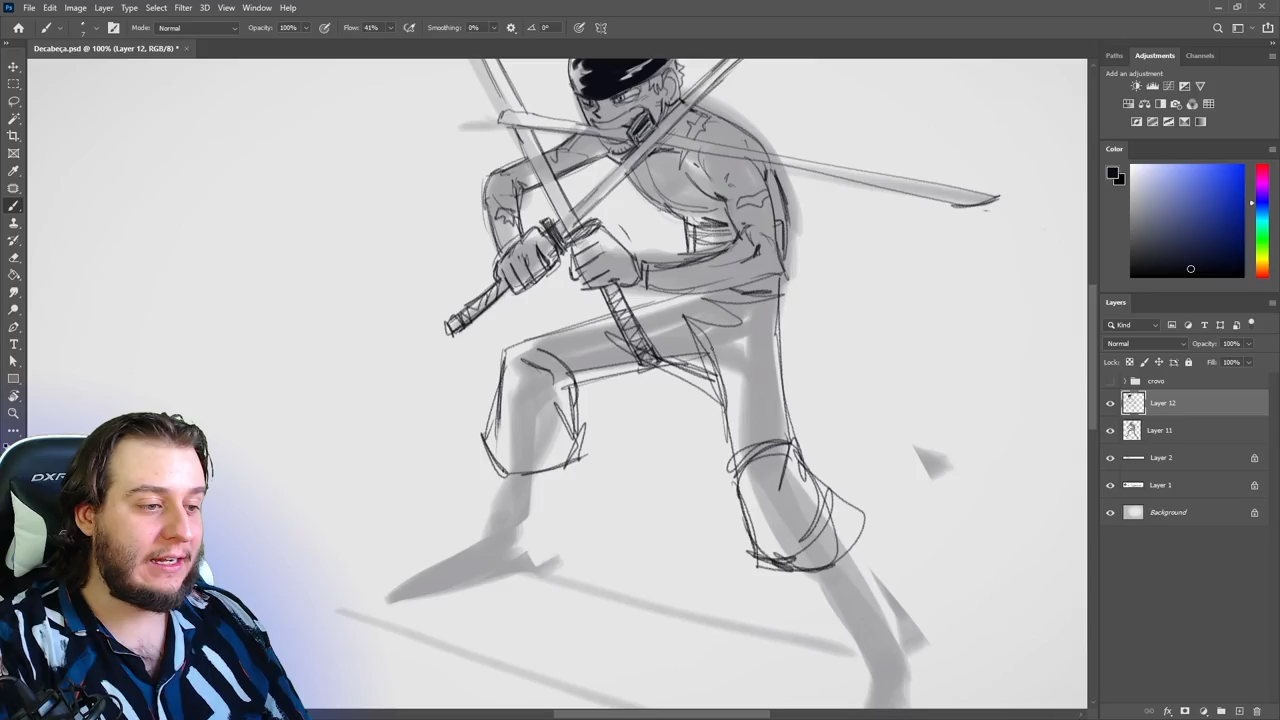 File Edit Image Layer Type Select Filter 3D View Window Help
Mode: Normal Opacity: 100% Flow: 41% Smoothing: 0% 0°
Decabeça.psd @ 100% (Layer 12, RGB/8) *
Paths Adjustments Channels
Add an adjustment
Color
Layers
Kind
Normal Opacity: 100%
Lock: Fill: 100%
crovo
Layer 12
Layer 11
Layer 2
Layer 1
Background